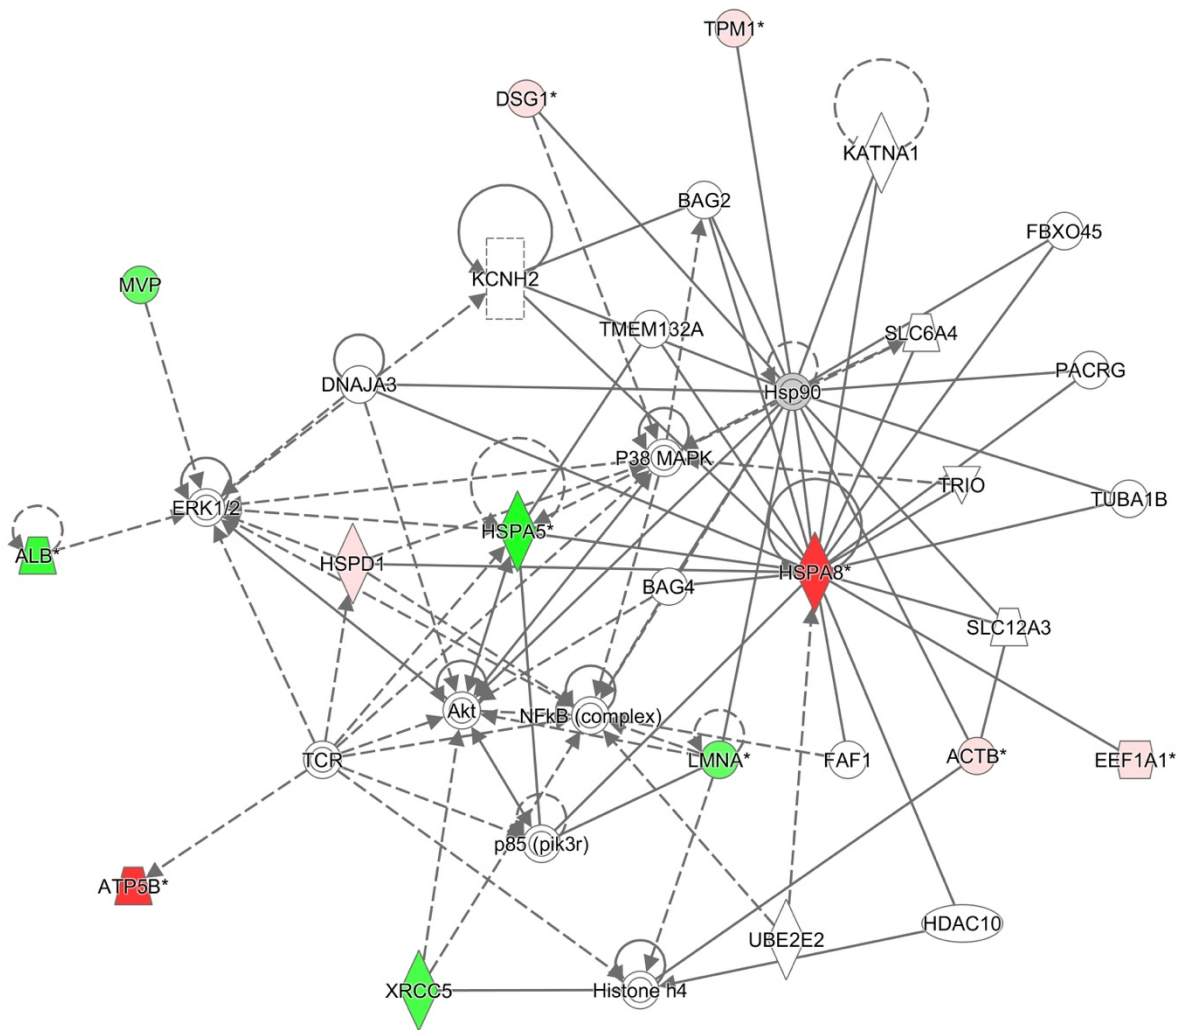 TPM1*
DSG1*
KATNA1
BAG2
FBXO45
KCNH2
MVP
TMEM132A
SLC6A4
DNAJA3
PACRG
Hsp90
P38 MAPK
TRIO
TUBA1B
ERK1/2
HSPA5*
ALB*
HSPD1
HSPA8*
BAG4
SLC12A3
Akt
NFkB (complex)
TCR
LMNA*
FAF1
ACTB*
EEF1A1*
p85 (pik3r)
ATP5B*
HDAC10
UBE2E2
XRCC5
Histone h4